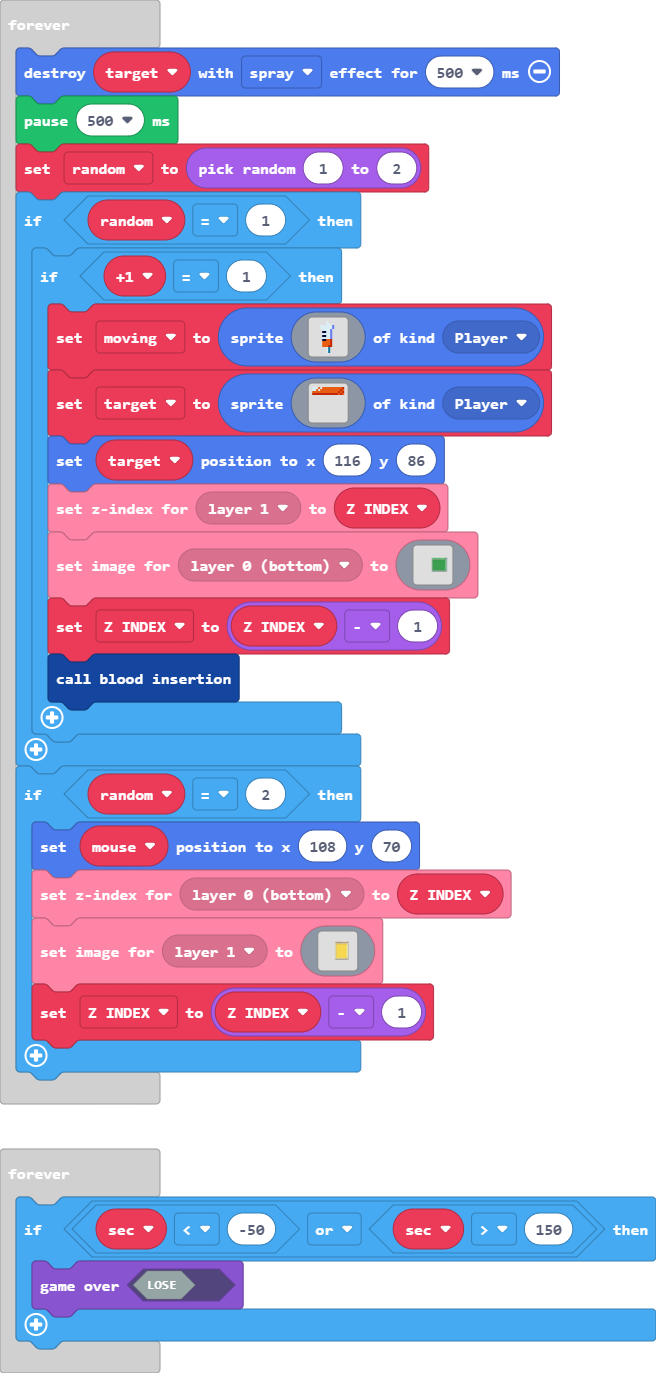 forever
destroy target with spray effect for 500 ms
pause 500 ms
set random to pick random 1 to 2
if random = 1 then
if +1 = 1 then
set moving to sprite of kind Player
set target to sprite of kind Player
set target position to x 116 y 86
set z-index for layer 1 to Z INDEX
set image for layer 0 (bottom) to
set Z INDEX to Z INDEX - 1
call blood insertion
if random = 2 then
set mouse position to x 108 y 70
set z-index for layer 0 (bottom) to Z INDEX
set image for layer 1 to
set Z INDEX to Z INDEX - 1
forever
if sec < -50 or sec > 150 then
game over LOSE